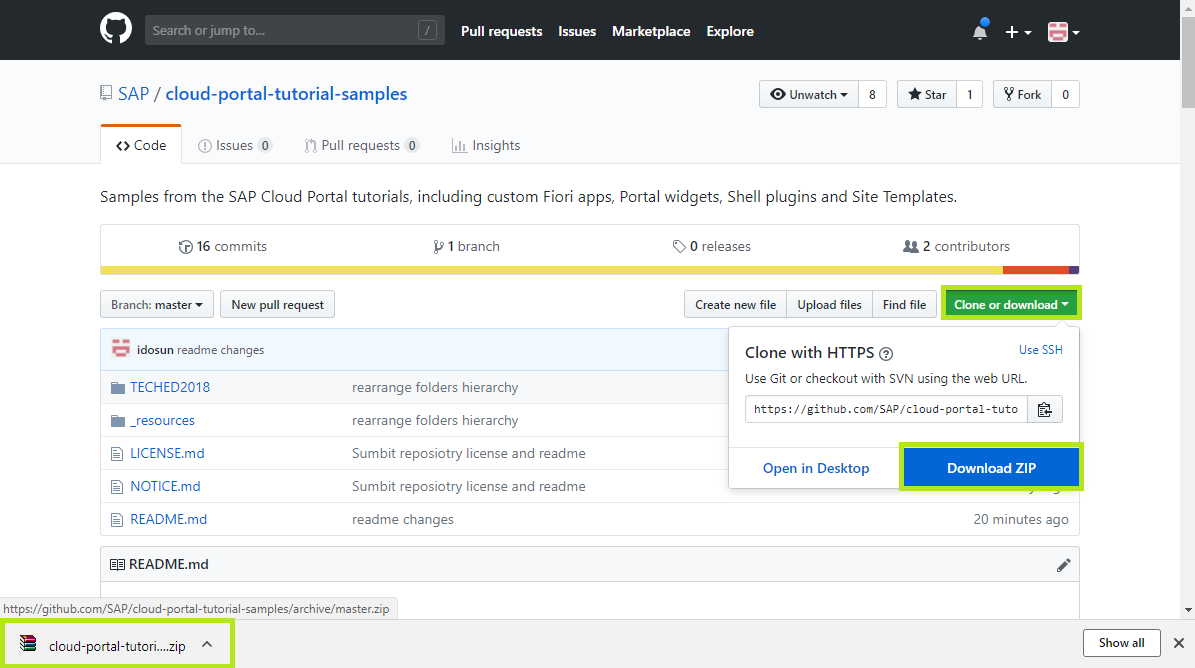 Search or jump to... /
Pull requests Issues Marketplace Explore
SAP / cloud-portal-tutorial-samples
Unwatch 8 Star 1 Fork 0
Code Issues 0 Pull requests 0 Insights
Samples from the SAP Cloud Portal tutorials, including custom Fiori apps, Portal widgets, Shell plugins and Site Templates.
16 commits 1 branch 0 releases 2 contributors
Branch: master New pull request Create new file Upload files Find file Clone or download
idosun readme changes
TECHED2018 rearrange folders hierarchy
_resources rearrange folders hierarchy
LICENSE.md Sumbit reposiotry license and readme
NOTICE.md Sumbit reposiotry license and readme
README.md readme changes 20 minutes ago
Clone with HTTPS ? Use SSH
Use Git or checkout with SVN using the web URL.
https://github.com/SAP/cloud-portal-tuto
Open in Desktop Download ZIP
README.md
https://github.com/SAP/cloud-portal-tutorial-samples/archive/master.zip
cloud-portal-tutori....zip Show all